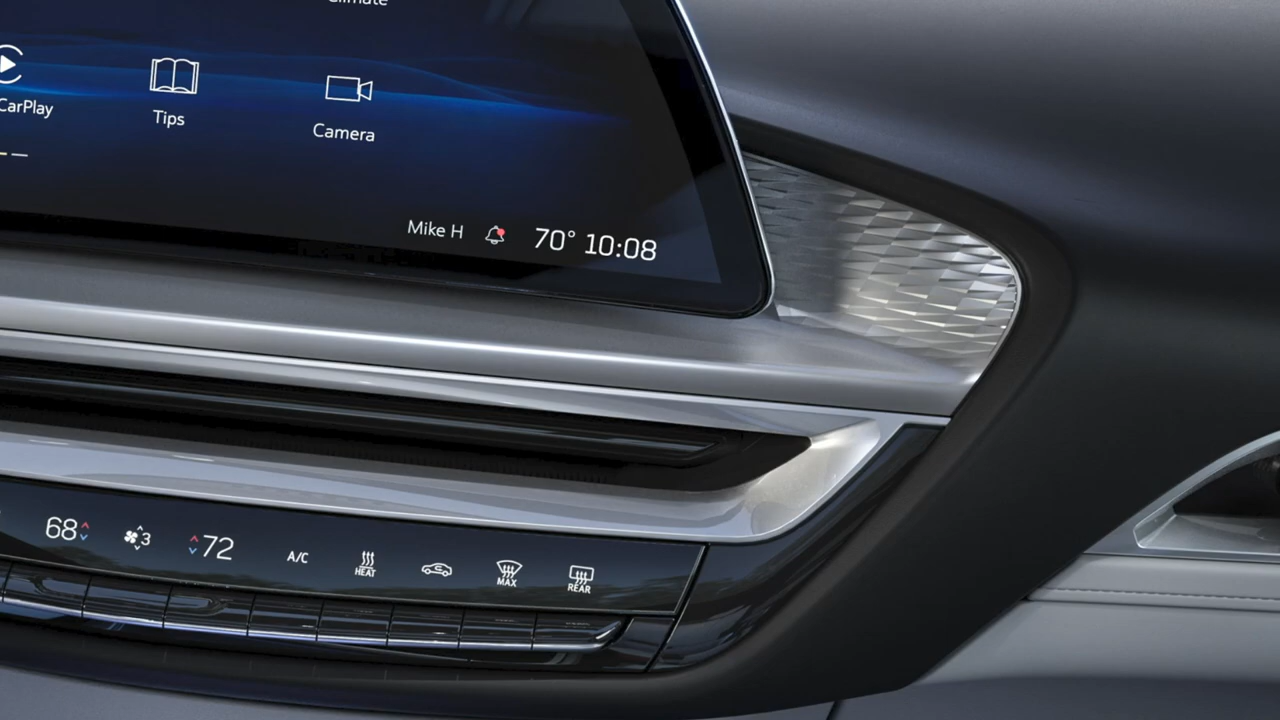 Climate
CarPlay
Tips
Camera
Mike H 70° 10:08
68 3 72 A/C HEAT MAX REAR